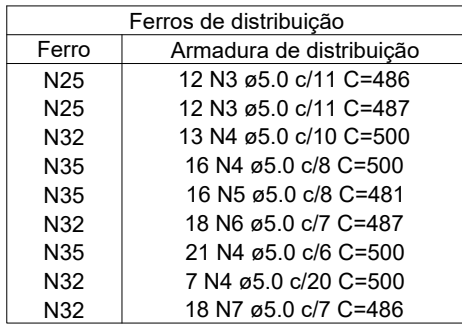 Ferros de distribuição
Ferro Armadura de distribuição
N25 12 N3 ø5.0 c/11 C=486
N25 12 N3 ø5.0 c/11 C=487
N32 13 N4 ø5.0 c/10 C=500
N35 16 N4 ø5.0 c/8 C=500
N35 16 N5 ø5.0 c/8 C=481
N32 18 N6 ø5.0 c/7 C=487
N35 21 N4 ø5.0 c/6 C=500
N32 7 N4 ø5.0 c/20 C=500
N32 18 N7 ø5.0 c/7 C=486